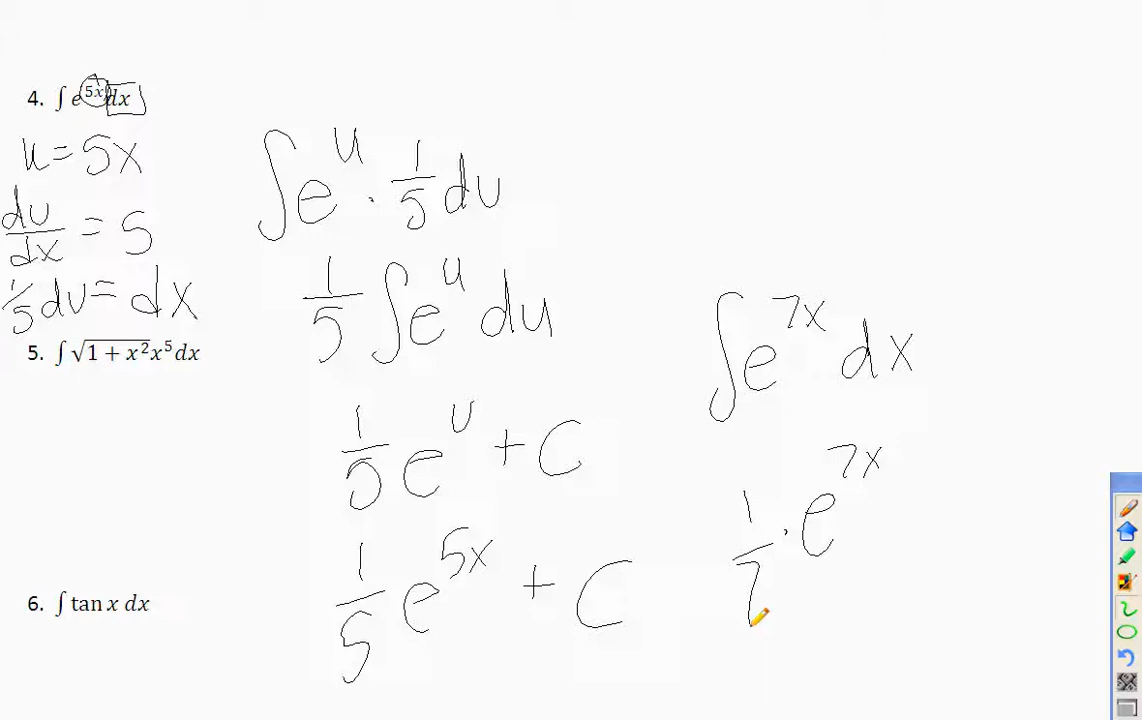 4. ∫ e^{5x} dx
u = 5x
du/dx = 5
1/5 du = dx
∫ e^u · 1/5 du
1/5 ∫ e^u du
1/5 e^u + C
1/5 e^{5x} + C
∫ e^{7x} dx
1/7 · e^{7x}
5. ∫ √(1 + x²) x⁵ dx
6. ∫ tan x dx